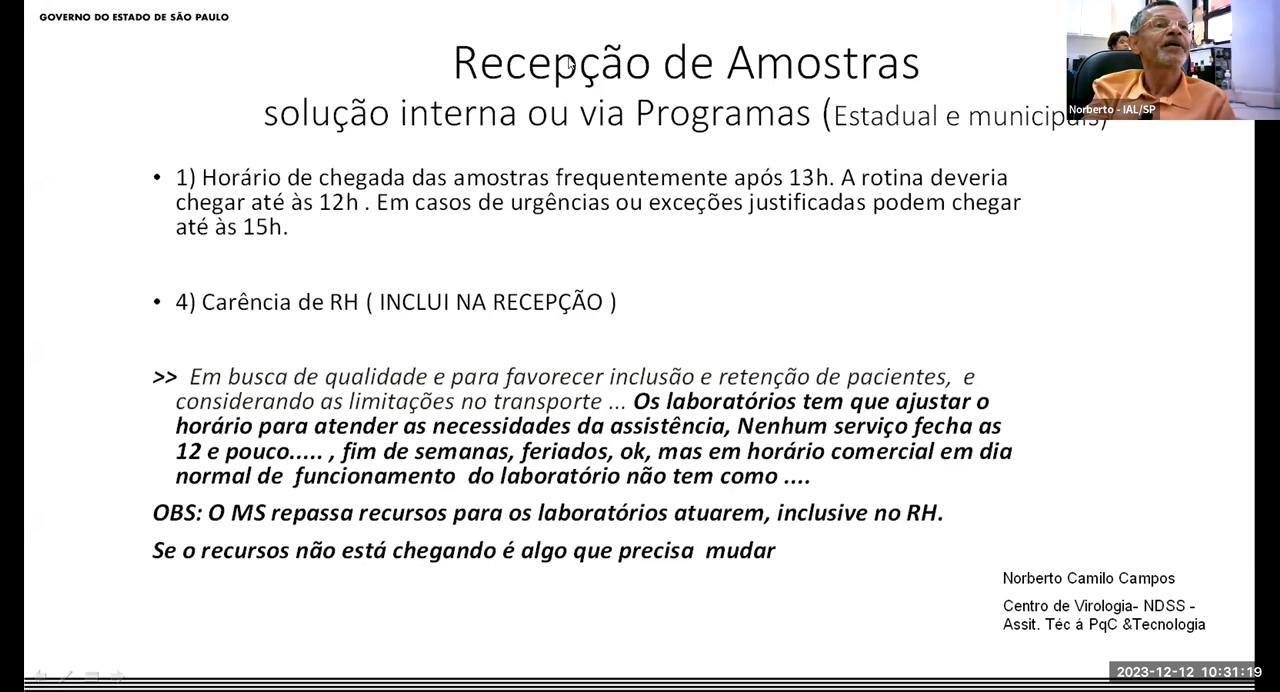 GOVERNO DO ESTADO DE SÃO PAULO
Recepção de Amostras
solução interna ou via Programas (Estadual e municipais)
Norberto - IAL/SP
• 1) Horário de chegada das amostras frequentemente após 13h. A rotina deveria
chegar até às 12h . Em casos de urgências ou exceções justificadas podem chegar
até às 15h.
• 4) Carência de RH ( INCLUI NA RECEPÇÃO )
>> Em busca de qualidade e para favorecer inclusão e retenção de pacientes, e
considerando as limitações no transporte ... Os laboratórios tem que ajustar o
horário para atender as necessidades da assistência, Nenhum serviço fecha as
12 e pouco..... , fim de semanas, feriados, ok, mas em horário comercial em dia
normal de funcionamento do laboratório não tem como ....
OBS: O MS repassa recursos para os laboratórios atuarem, inclusive no RH.
Se o recursos não está chegando é algo que precisa mudar
Norberto Camilo Campos
Centro de Virologia- NDSS -
Assit. Téc á PqC &Tecnologia
2023-12-12 10:31:19